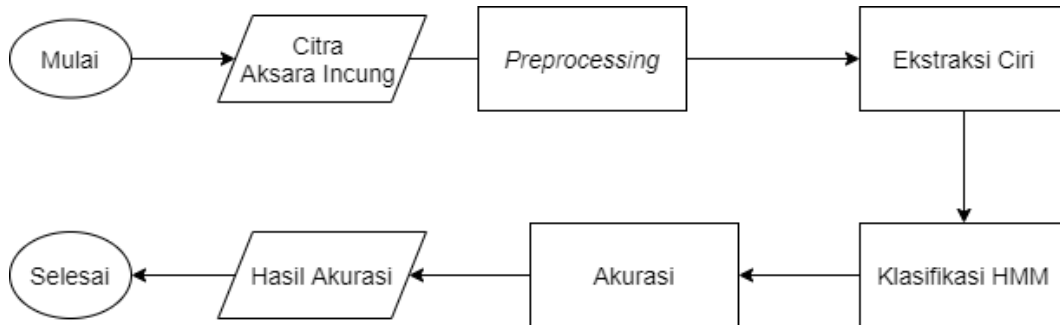 Mulai
Citra
Aksara Incung
Preprocessing
Ekstraksi Ciri
Klasifikasi HMM
Akurasi
Hasil Akurasi
Selesai